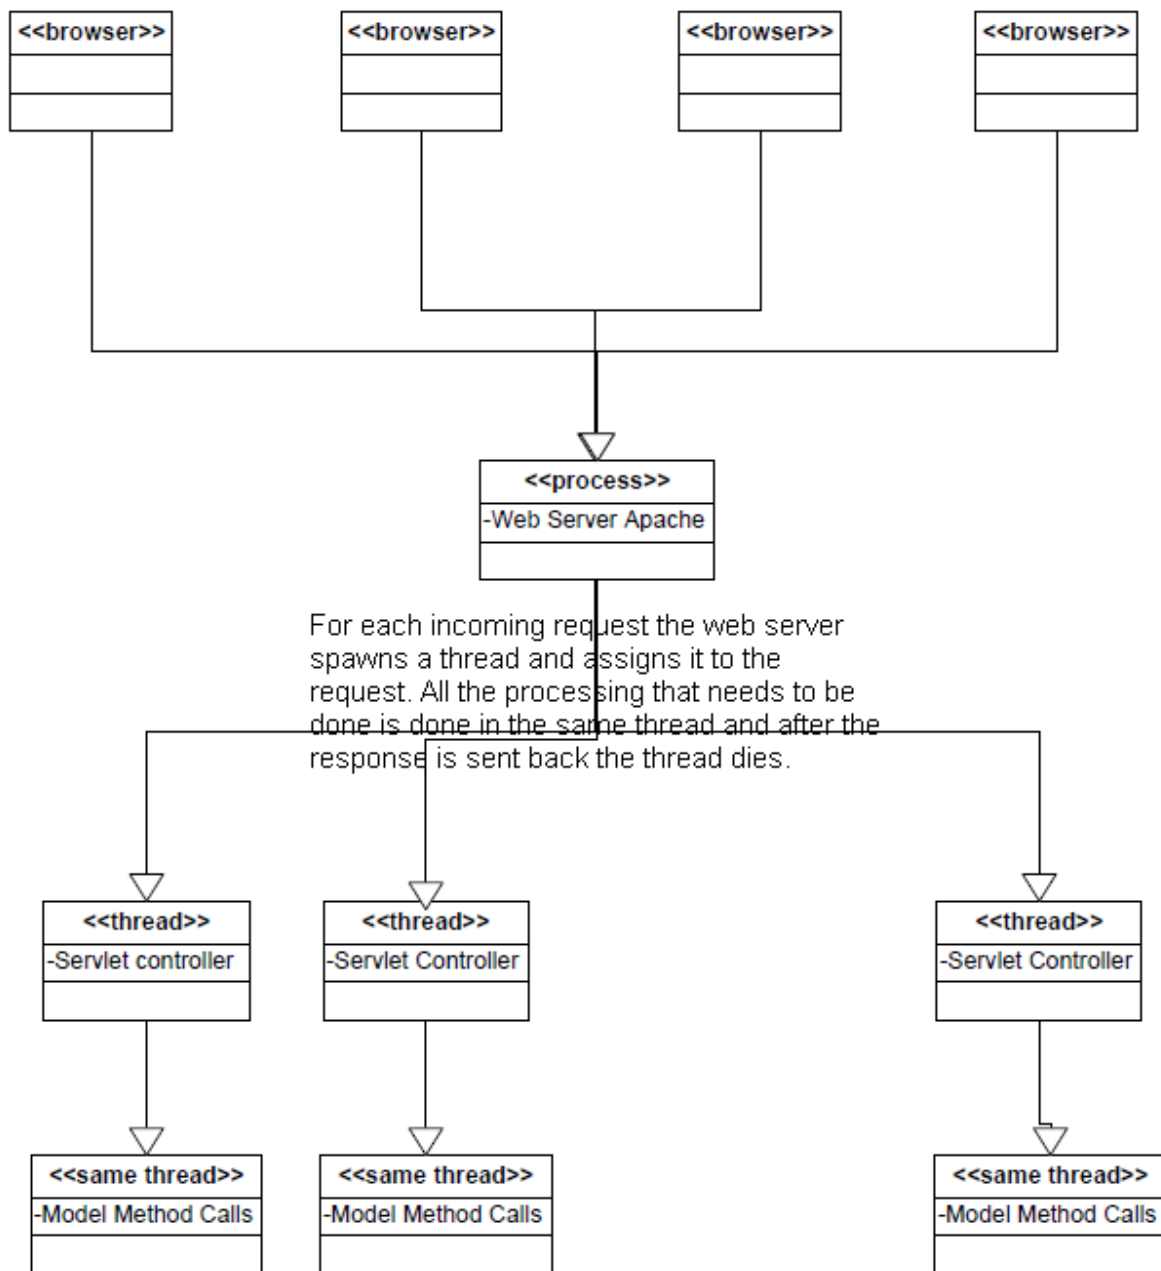 <<browser>>
<<browser>>
<<browser>>
<<browser>>
<<process>>
-Web Server Apache
For each incoming request the web server
spawns a thread and assigns it to the
request. All the processing that needs to be
done is done in the same thread and after the
response is sent back the thread dies.
<<thread>>
-Servlet controller
<<thread>>
-Servlet Controller
<<thread>>
-Servlet Controller
<<same thread>>
-Model Method Calls
<<same thread>>
-Model Method Calls
<<same thread>>
-Model Method Calls